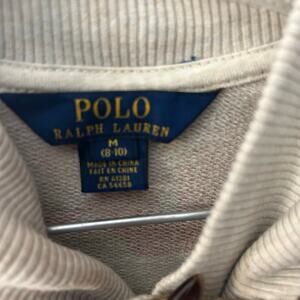 POLO
RALPH LAUREN
M
(8-10)
MADE IN CHINA
FAIT EN CHINE
RN 41381
CA 56658